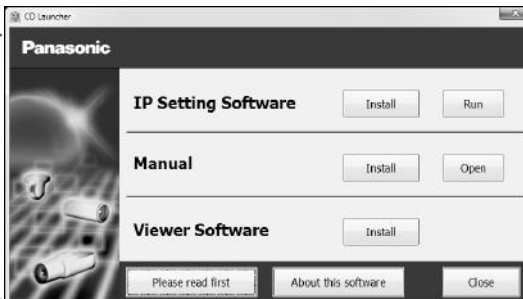 CD Launcher
Panasonic
IP Setting Software Install Run
Manual Install Open
Viewer Software Install
Please read first About this software Close